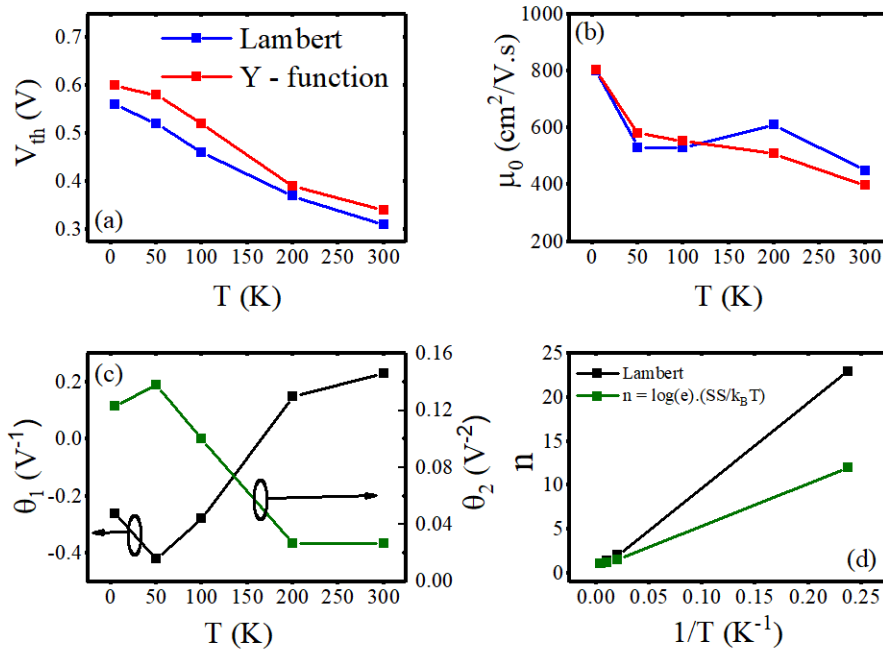 0.7
0.6
0.5
0.4
0.3
V_th (V)
Lambert
Y - function
(a)
0 50 100 150 200 250 300
T (K)
1000
800
600
400
200
μ_0 (cm^2/V.s)
(b)
0 50 100 150 200 250 300
T (K)
0.2
0.0
-0.2
-0.4
θ_1 (V^-1)
(c)
0.16
0.12
0.08
0.04
0.00
θ_2 (V^-2)
0 50 100 150 200 250 300
T (K)
25
20
15
10
5
0
n
Lambert
n = log(e).(SS/k_BT)
(d)
0.00 0.05 0.10 0.15 0.20 0.25
1/T (K^-1)